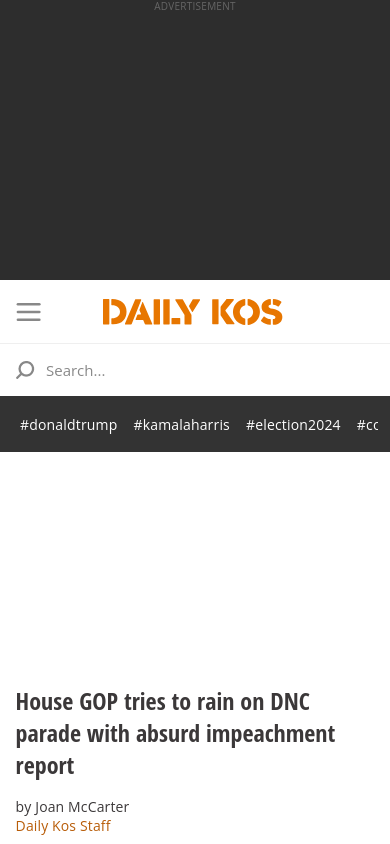 ADVERTISEMENT
DAILY KOS
Search...
#donaldtrump #kamalaharris #election2024
House GOP tries to rain on DNC
parade with absurd impeachment
report
by Joan McCarter
Daily Kos Staff